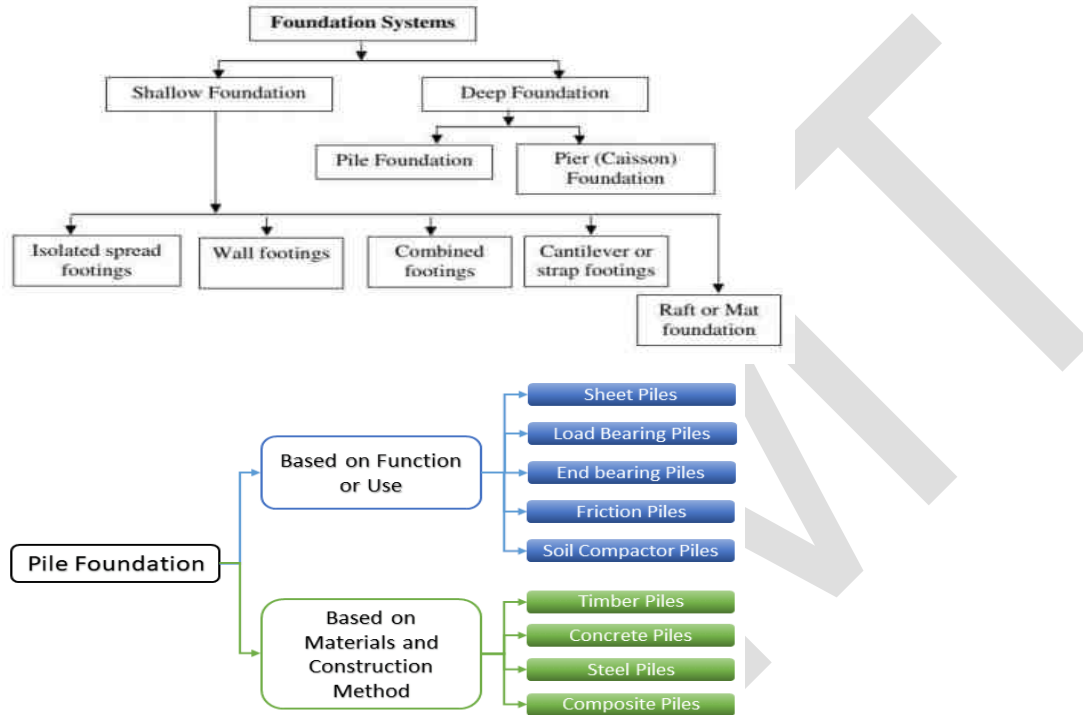 Foundation Systems
Shallow Foundation
Deep Foundation
Pile Foundation
Pier (Caisson)
Foundation
Isolated spread
footings
Wall footings
Combined
footings
Cantilever or
strap footings
Raft or Mat
foundation
Pile Foundation
Based on Function
or Use
Sheet Piles
Load Bearing Piles
End bearing Piles
Friction Piles
Soil Compactor Piles
Based on
Materials and
Construction
Method
Timber Piles
Concrete Piles
Steel Piles
Composite Piles